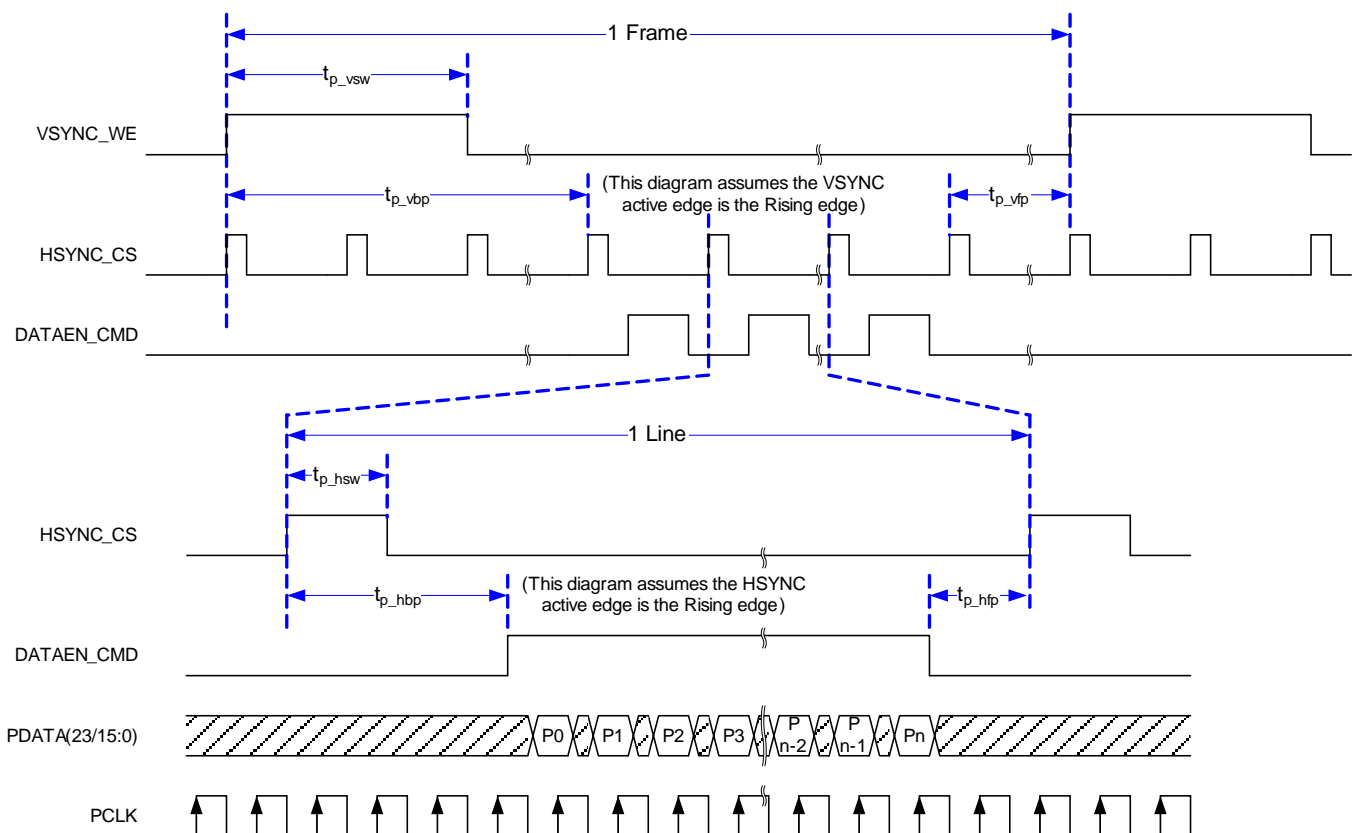 1 Frame
tp_vsw
VSYNC_WE
tp_vbp
(This diagram assumes the VSYNC
active edge is the Rising edge)
tp_vfp
HSYNC_CS
DATAEN_CMD
1 Line
tp_hsw
HSYNC_CS
tp_hbp
(This diagram assumes the HSYNC
active edge is the Rising edge)
tp_hfp
DATAEN_CMD
PDATA(23/15:0)
P0
P1
P2
P3
P
n-2
P
n-1
Pn
PCLK